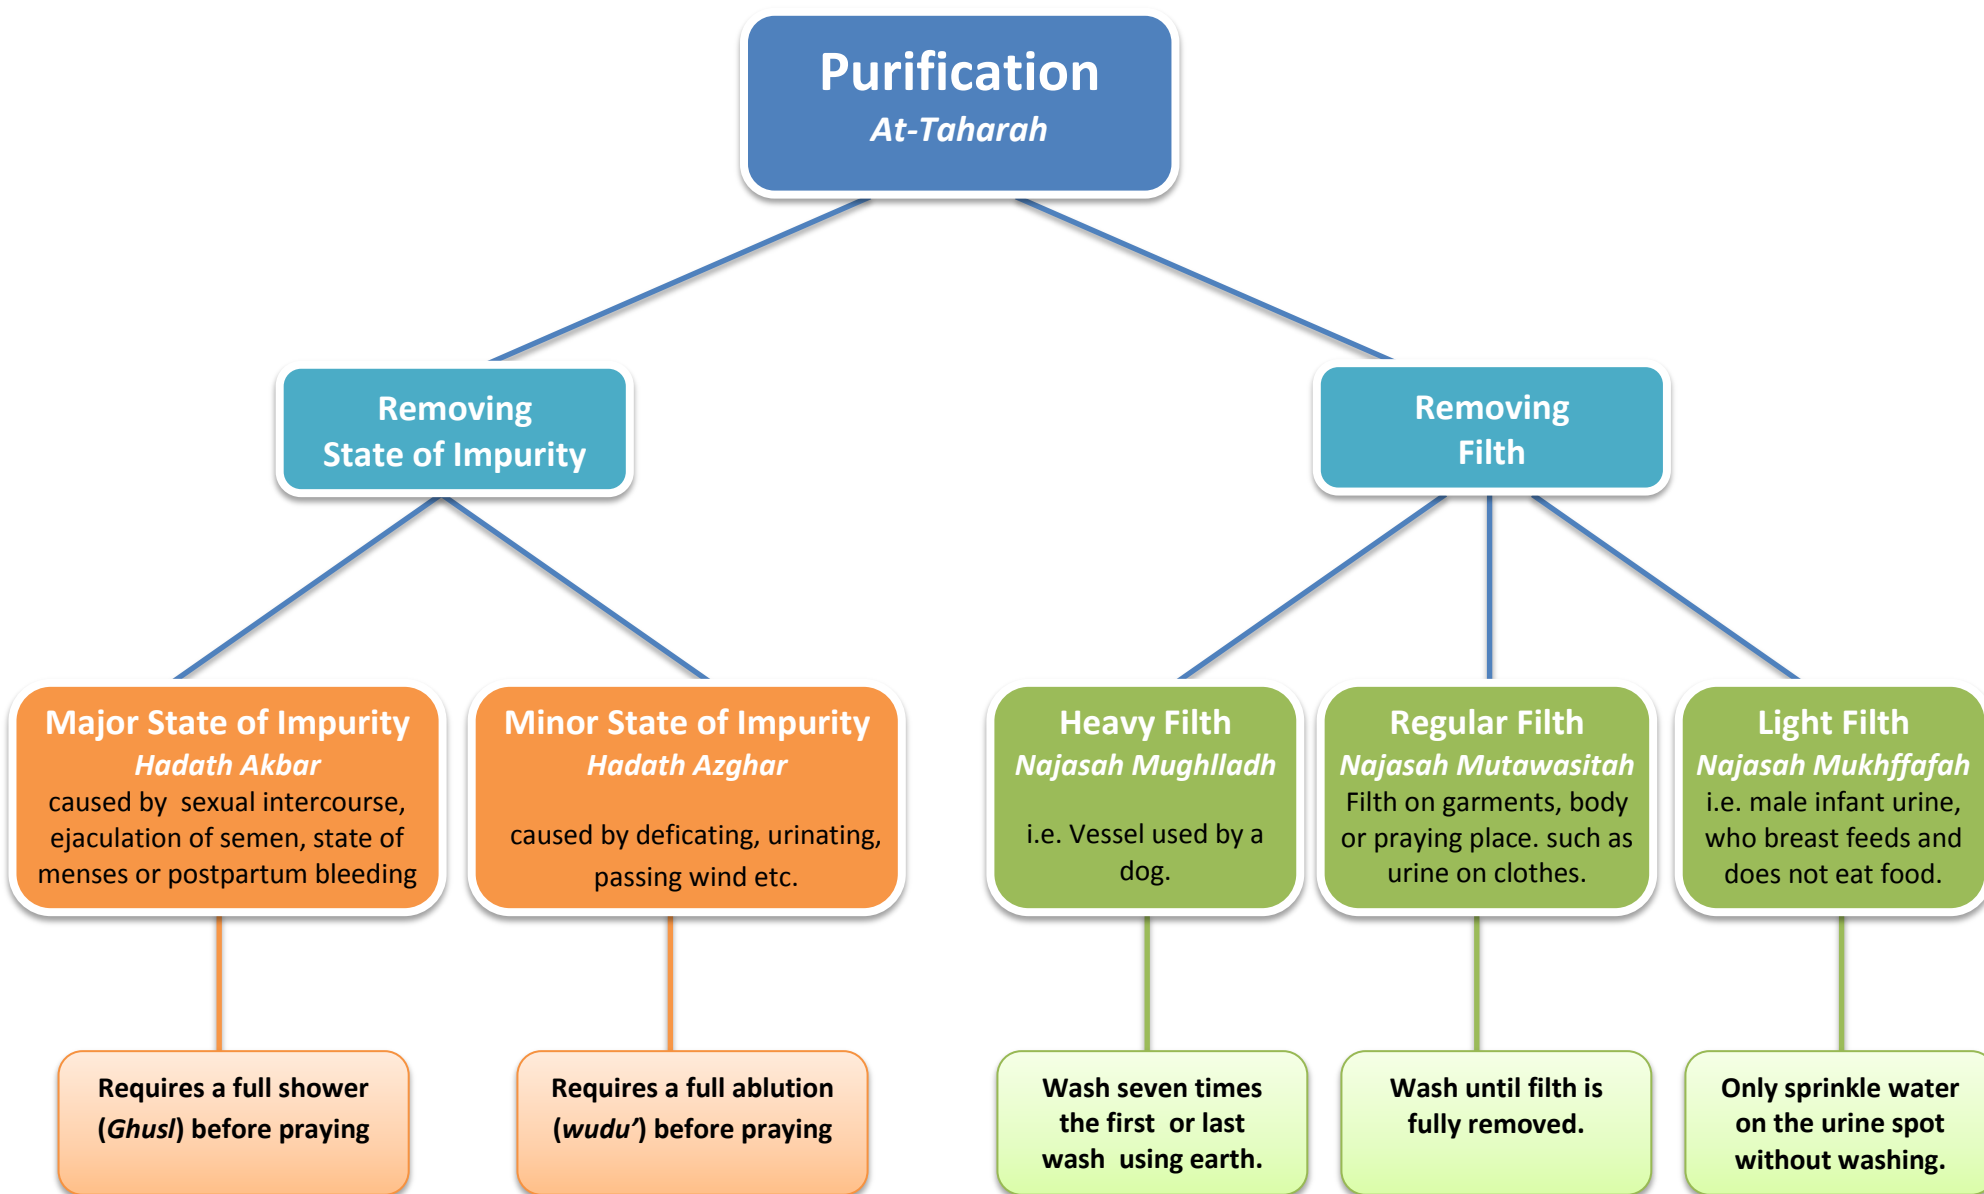 Purification
At-Taharah
Removing
State of Impurity
Removing
Filth
Major State of Impurity
Hadath Akbar
caused by sexual intercourse,
ejaculation of semen, state of
menses or postpartum bleeding
Minor State of Impurity
Hadath Azghar
caused by deficating, urinating,
passing wind etc.
Heavy Filth
Najasah Mughlladh
i.e. Vessel used by a
dog.
Regular Filth
Najasah Mutawasitah
Filth on garments, body
or praying place. such as
urine on clothes.
Light Filth
Najasah Mukhffafah
i.e. male infant urine,
who breast feeds and
does not eat food.
Requires a full shower
(Ghusl) before praying
Requires a full ablution
(wudu’) before praying
Wash seven times
the first or last
wash using earth.
Wash until filth is
fully removed.
Only sprinkle water
on the urine spot
without washing.